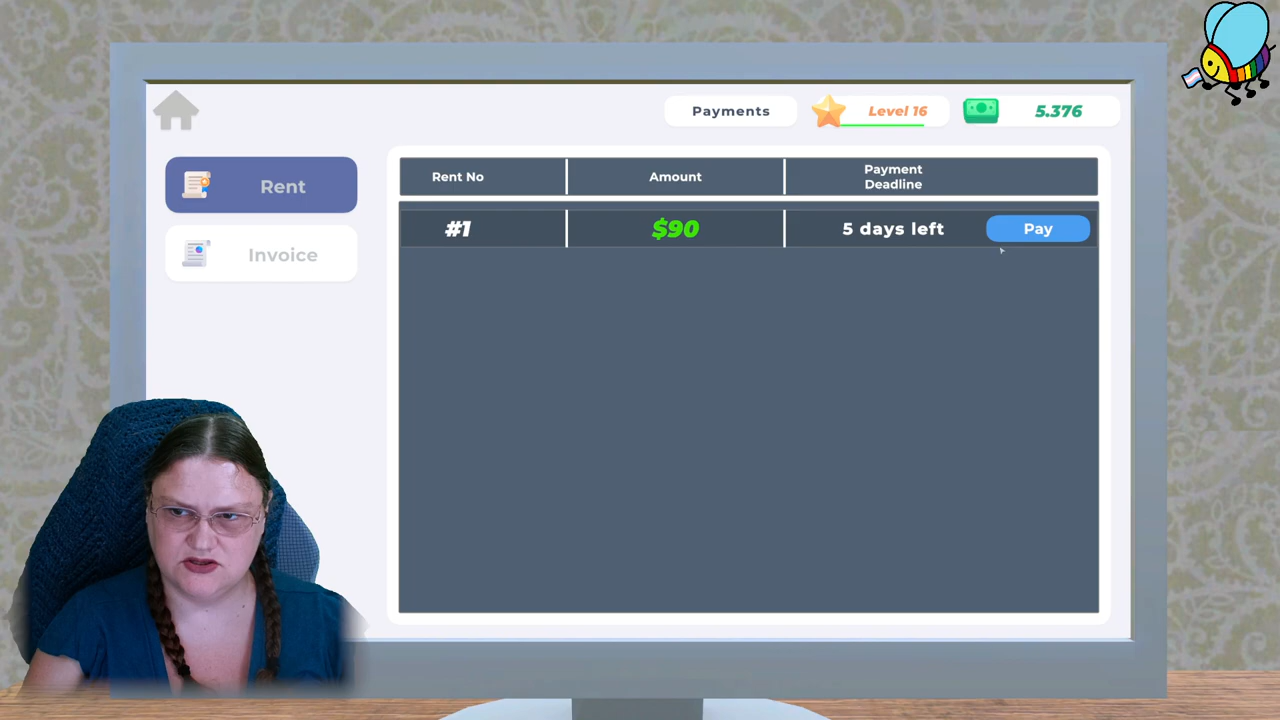 Payments
Level 16
5.376
Rent
Invoice
Rent No
Amount
Payment
Deadline
#1
$90
5 days left
Pay